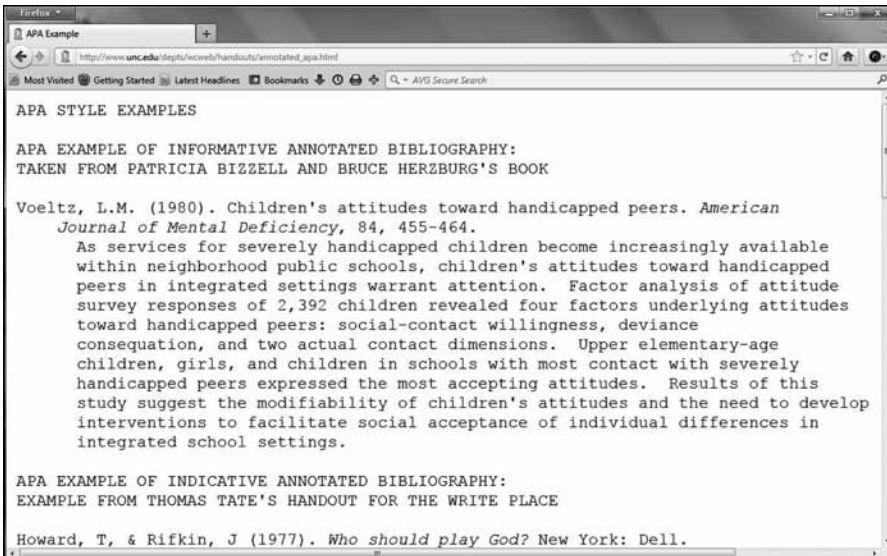 Firefox
APA Example
http://www.unc.edu/depts/wcweb/handouts/annotated_apa.html
Most Visited Getting Started Latest Headlines Bookmarks AVG Secure Search
APA STYLE EXAMPLES
APA EXAMPLE OF INFORMATIVE ANNOTATED BIBLIOGRAPHY:
TAKEN FROM PATRICIA BIZZELL AND BRUCE HERZBURG'S BOOK
Voeltz, L.M. (1980). Children's attitudes toward handicapped peers. American
Journal of Mental Deficiency, 84, 455-464.
As services for severely handicapped children become increasingly available
within neighborhood public schools, children's attitudes toward handicapped
peers in integrated settings warrant attention. Factor analysis of attitude
survey responses of 2,392 children revealed four factors underlying attitudes
toward handicapped peers: social-contact willingness, deviance
consequation, and two actual contact dimensions. Upper elementary-age
children, girls, and children in schools with most contact with severely
handicapped peers expressed the most accepting attitudes. Results of this
study suggest the modifiability of children's attitudes and the need to develop
interventions to facilitate social acceptance of individual differences in
integrated school settings.
APA EXAMPLE OF INDICATIVE ANNOTATED BIBLIOGRAPHY:
EXAMPLE FROM THOMAS TATE'S HANDOUT FOR THE WRITE PLACE
Howard, T, & Rifkin, J (1977). Who should play God? New York: Dell.